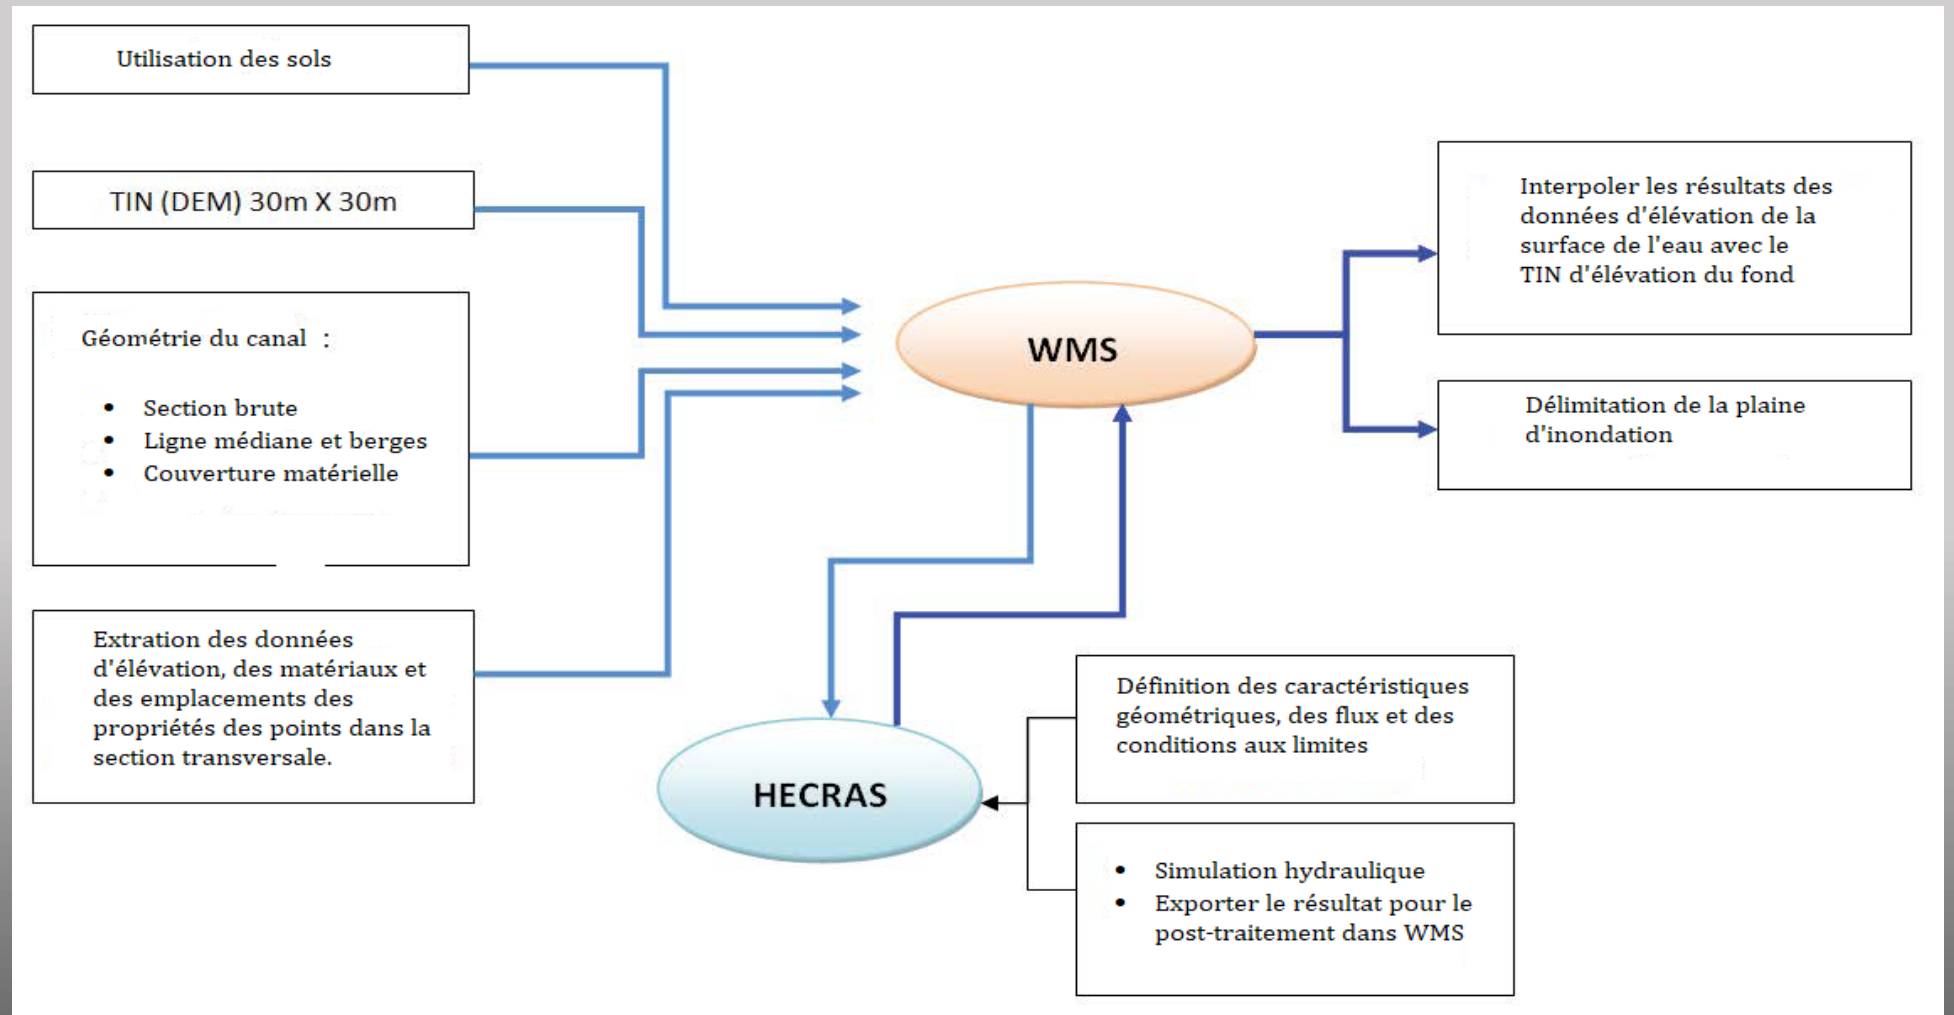 Utilisation des sols
TIN (DEM) 30m X 30m
Géométrie du canal :
• Section brute
• Ligne médiane et berges
• Couverture matérielle
Extration des données
d'élévation, des matériaux et
des emplacements des
propriétés des points dans la
section transversale.
WMS
HECRAS
Interpoler les résultats des
données d'élévation de la
surface de l'eau avec le
TIN d'élévation du fond
Délimitation de la plaine
d'inondation
Définition des caractéristiques
géométriques, des flux et des
conditions aux limites
• Simulation hydraulique
• Exporter le résultat pour le
post-traitement dans WMS